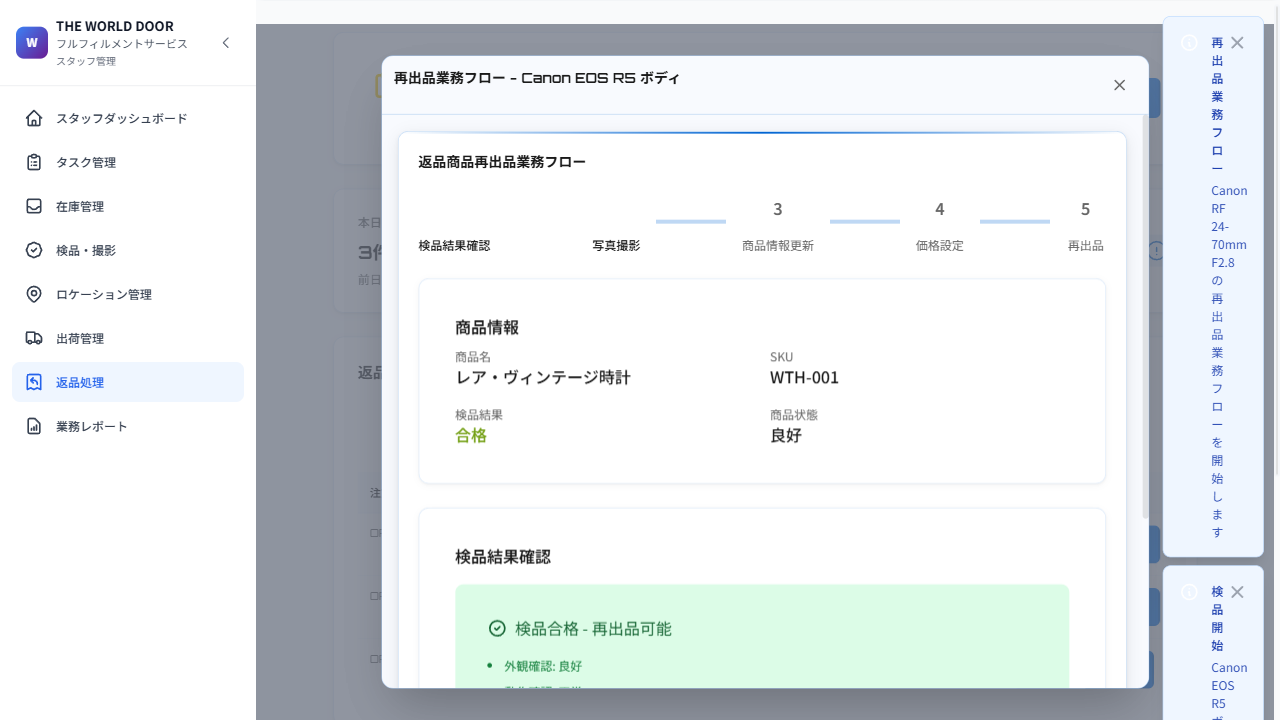 W
THE WORLD DOOR
フルフィルメントサービス
スタッフ管理
スタッフダッシュボード
タスク管理
在庫管理
検品・撮影
ロケーション管理
出荷管理
返品処理
業務レポート
本日
3件
前日
返品
注
再出品業務フロー - Canon EOS R5 ボディ
返品商品再出品業務フロー
3
4
5
検品結果確認
写真撮影
商品情報更新
価格設定
再出品
商品情報
商品名
レア・ヴィンテージ時計
SKU
WTH-001
検品結果
合格
商品状態
良好
検品結果確認
検品合格 - 再出品可能
外観確認: 良好
再
出
品
業
務
フ
ロ
ー
Canon
RF
24-
70mm
F2.8
の
再
出
品
業
務
フ
ロ
ー
を
開
始
し
ま
す
検
品
開
始
Canon
EOS
R5